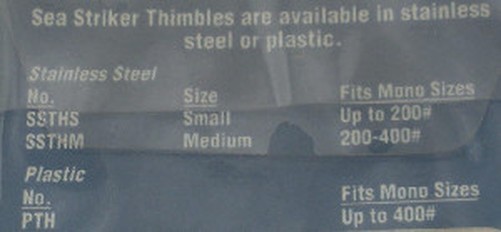 Sea Striker Thimbles are available in stainless
steel or plastic.
Stainless Steel
No. Size Fits Mono Sizes
SSTHS Small Up to 200#
SSTHM Medium 200-400#
Plastic
No. Fits Mono Sizes
PTH Up to 400#